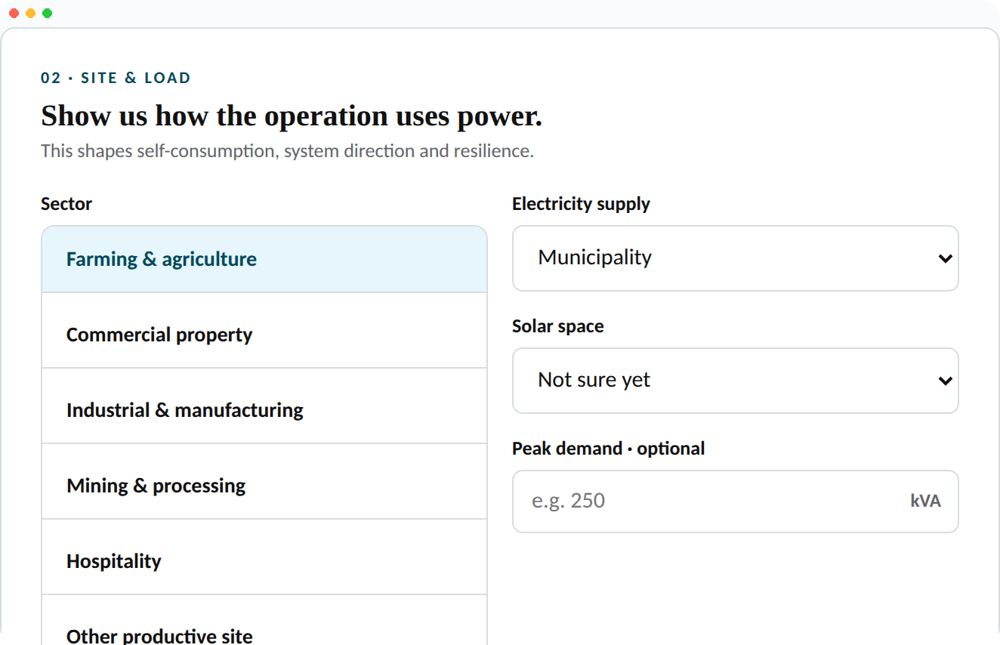 02 · SITE & LOAD
Show us how the operation uses power.
This shapes self-consumption, system direction and resilience.
Sector
Farming & agriculture
Commercial property
Industrial & manufacturing
Mining & processing
Hospitality
Other productive site
Electricity supply
Municipality
Solar space
Not sure yet
Peak demand · optional
e.g. 250 kVA